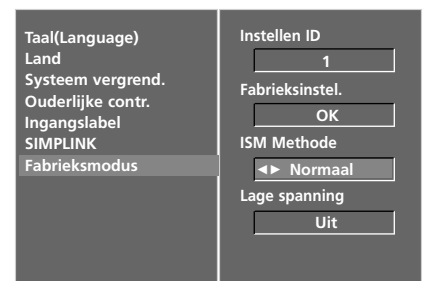 Taal(Language)
Land
Systeem vergrend.
Ouderlijke contr.
Ingangslabel
SIMPLINK
Fabrieksmodus
Instellen ID
1
Fabrieksinstel.
OK
ISM Methode
◄► Normaal
Lage spanning
Uit